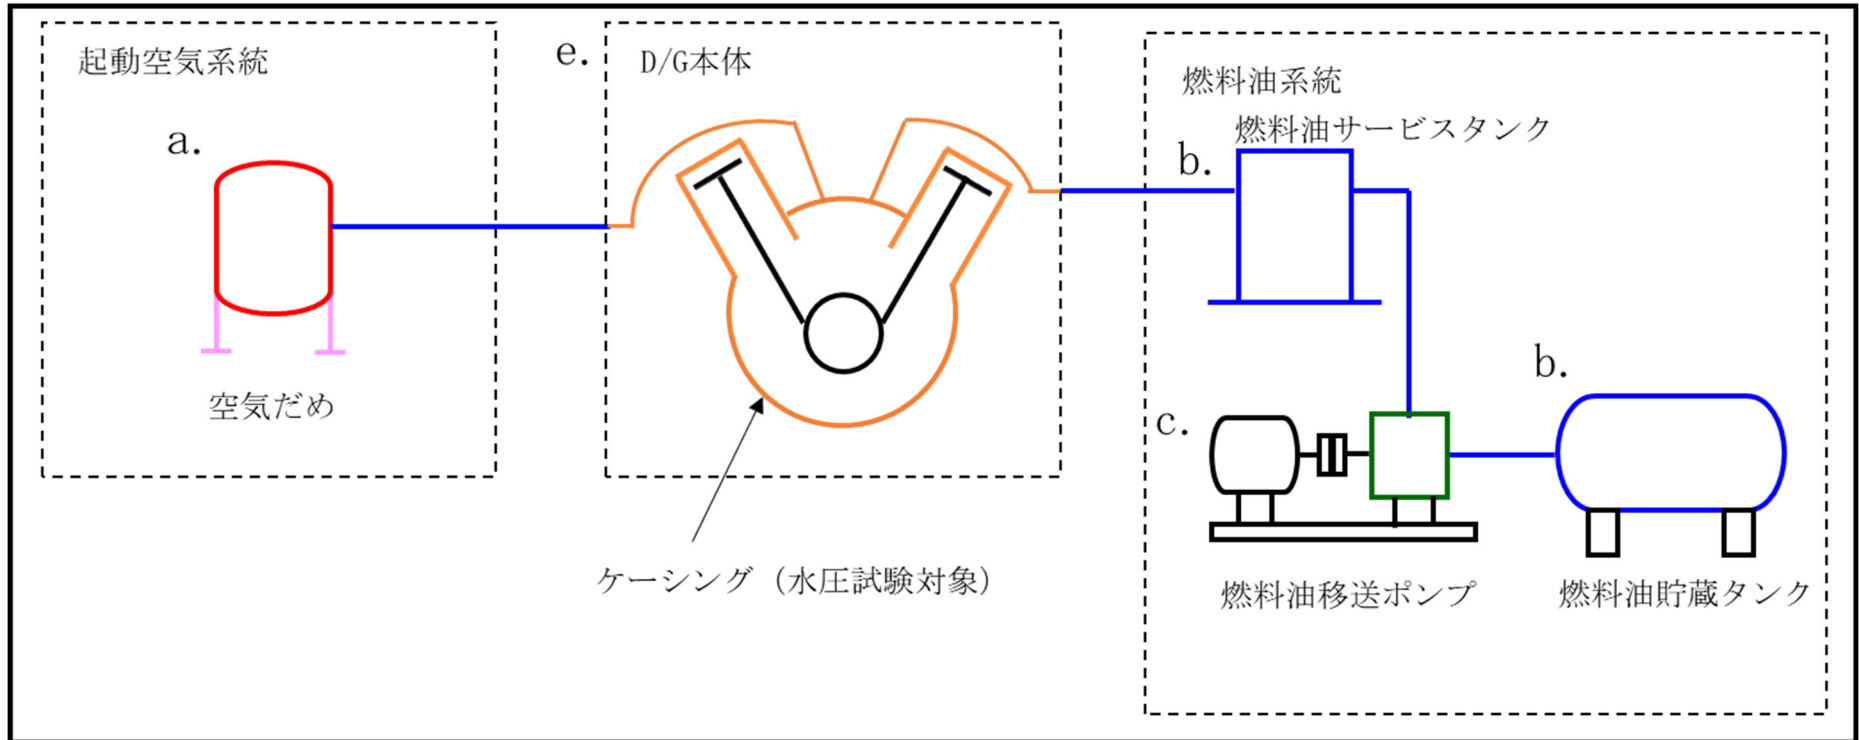 起動空気系統
a.
空気だめ
e.
D/G本体
ケーシング（水圧試験対象）
燃料油系統
燃料油サービスタンク
b.
c.
燃料油移送ポンプ
b.
燃料油貯蔵タンク